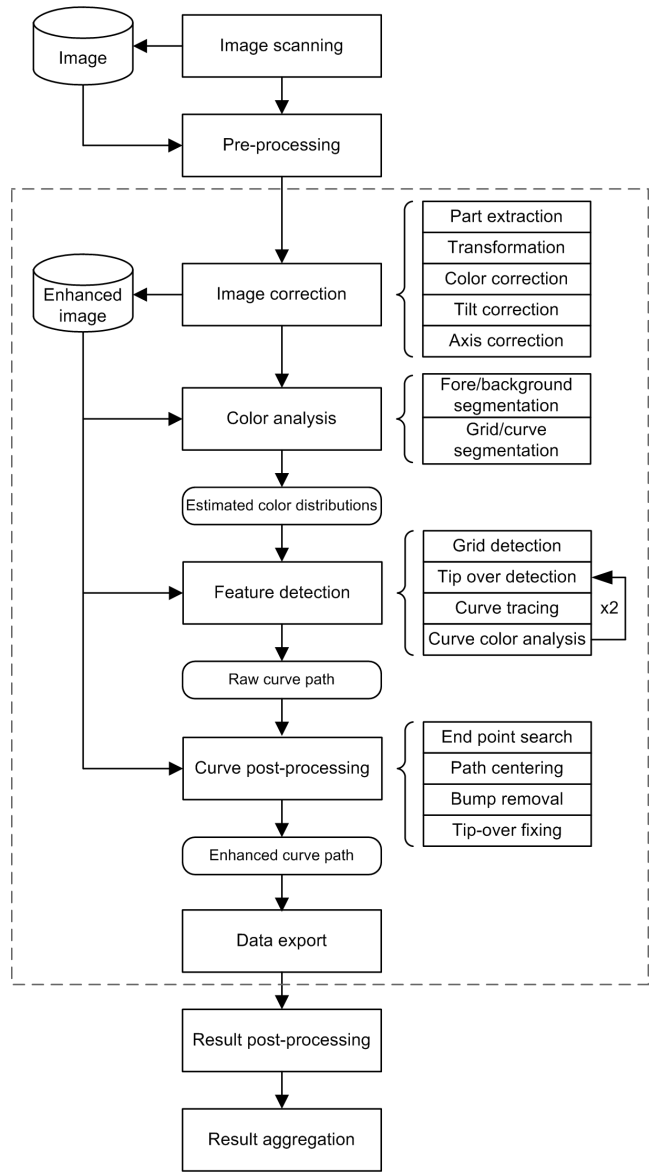 Image
Image scanning
Pre-processing
Enhanced
image
Image correction
Part extraction
Transformation
Color correction
Tilt correction
Axis correction
Color analysis
Fore/background
segmentation
Grid/curve
segmentation
Estimated color distributions
Feature detection
Grid detection
Tip over detection
Curve tracing
Curve color analysis
x2
Raw curve path
Curve post-processing
End point search
Path centering
Bump removal
Tip-over fixing
Enhanced curve path
Data export
Result post-processing
Result aggregation